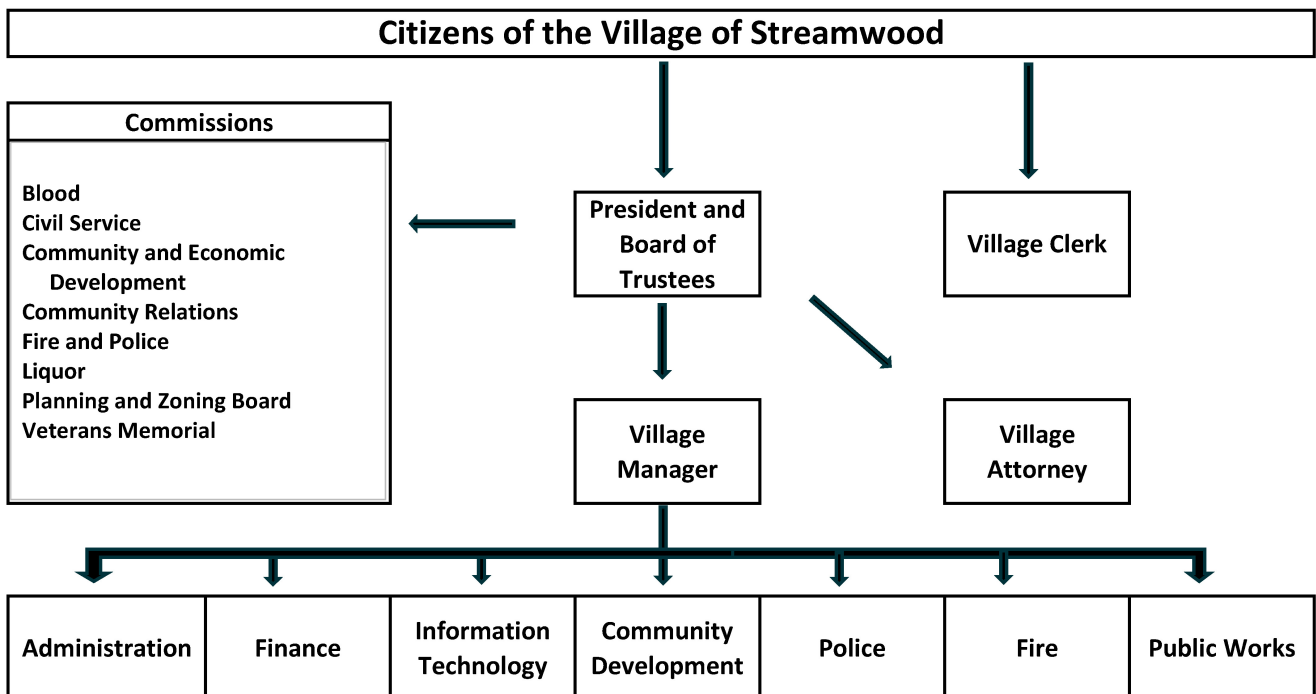 Citizens of the Village of Streamwood
Commissions
Blood
Civil Service
Community and Economic
Development
Community Relations
Fire and Police
Liquor
Planning and Zoning Board
Veterans Memorial
President and
Board of
Trustees
Village Clerk
Village
Manager
Village
Attorney
Administration
Finance
Information
Technology
Community
Development
Police
Fire
Public Works